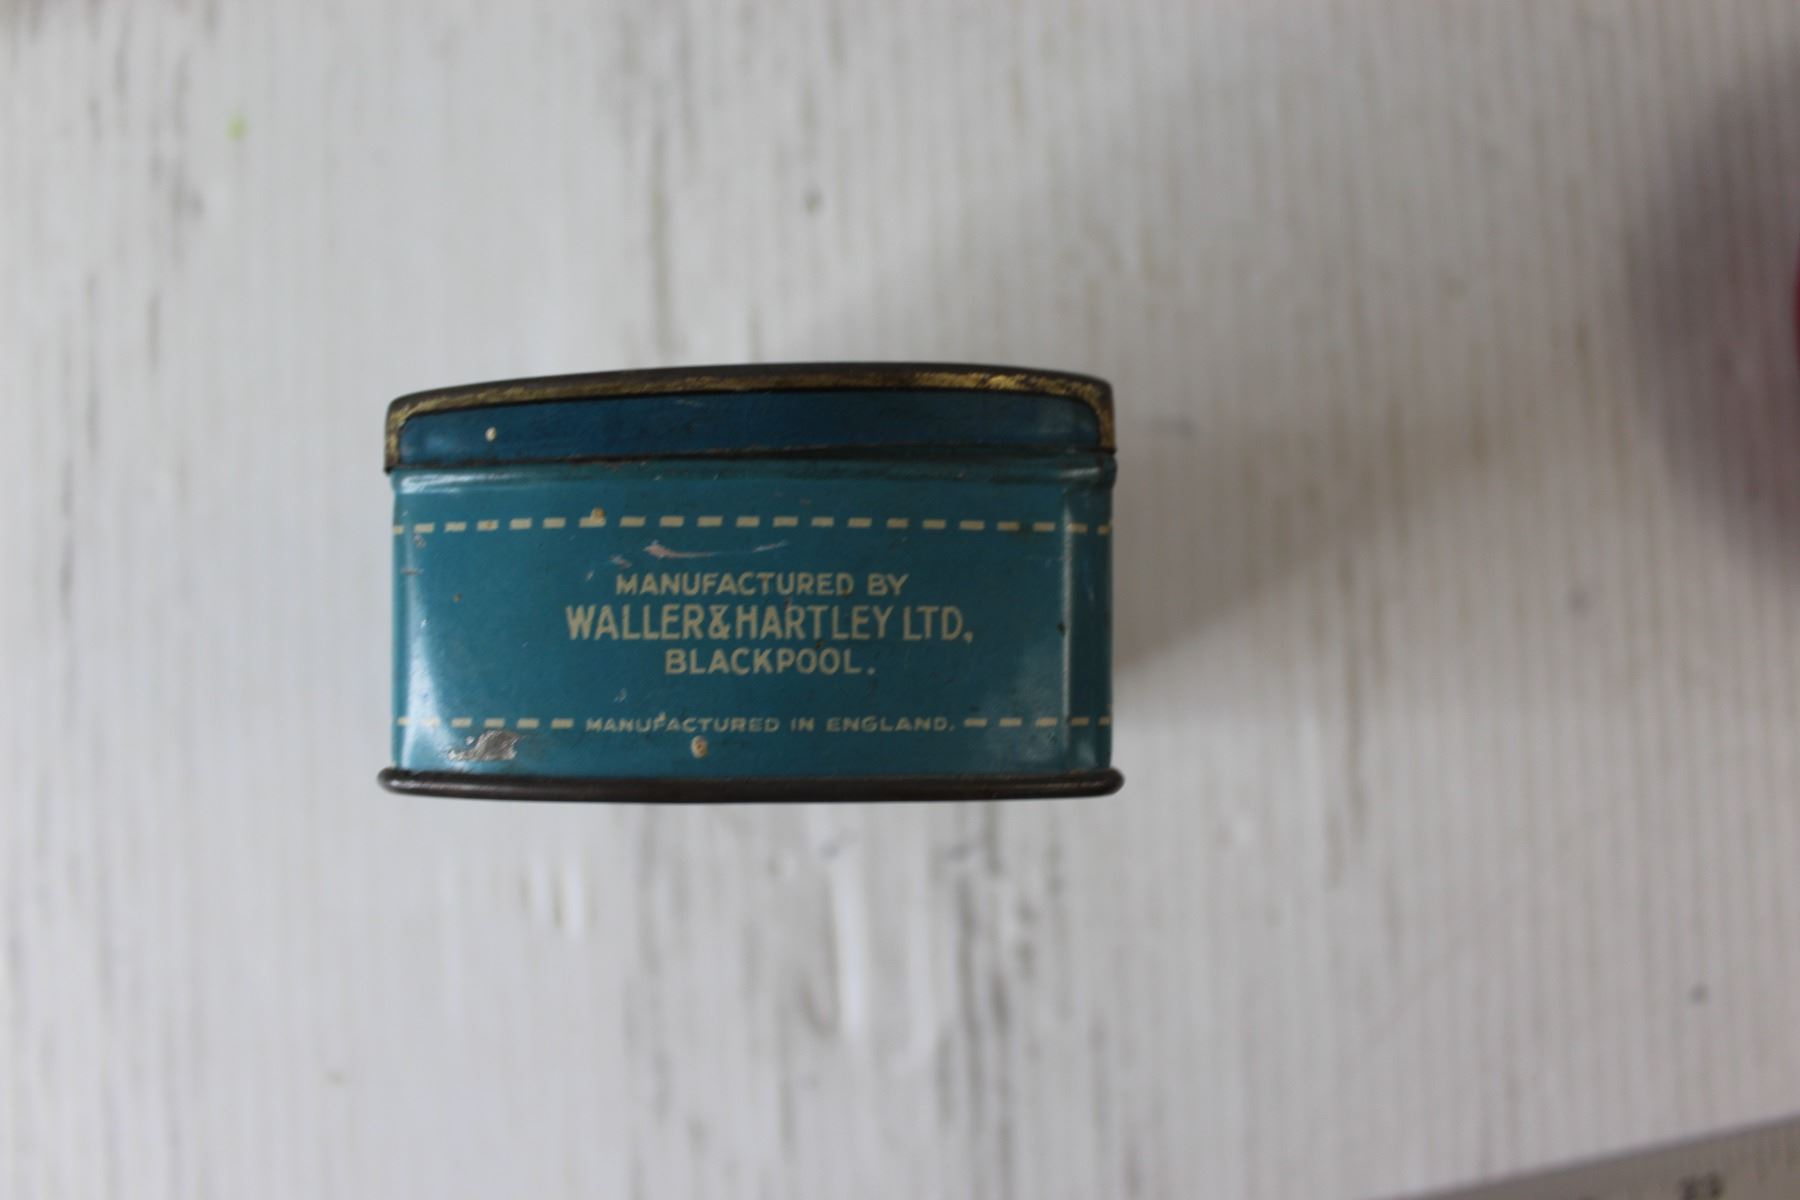 MANUFACTURED BY
WALLER & HARTLEY LTD,
BLACKPOOL.
MANUFACTURED IN ENGLAND.